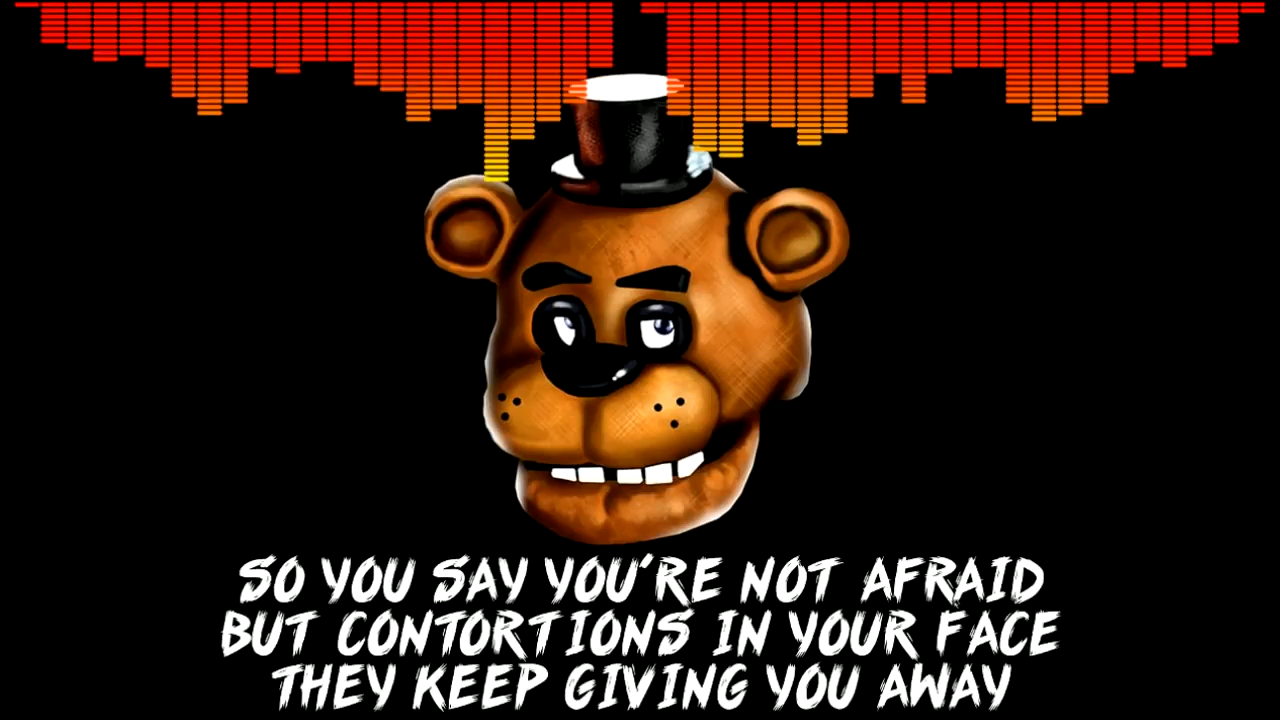 SO YOU SAY YOU'RE NOT AFRAID
BUT CONTORTIONS IN YOUR FACE
THEY KEEP GIVING YOU AWAY